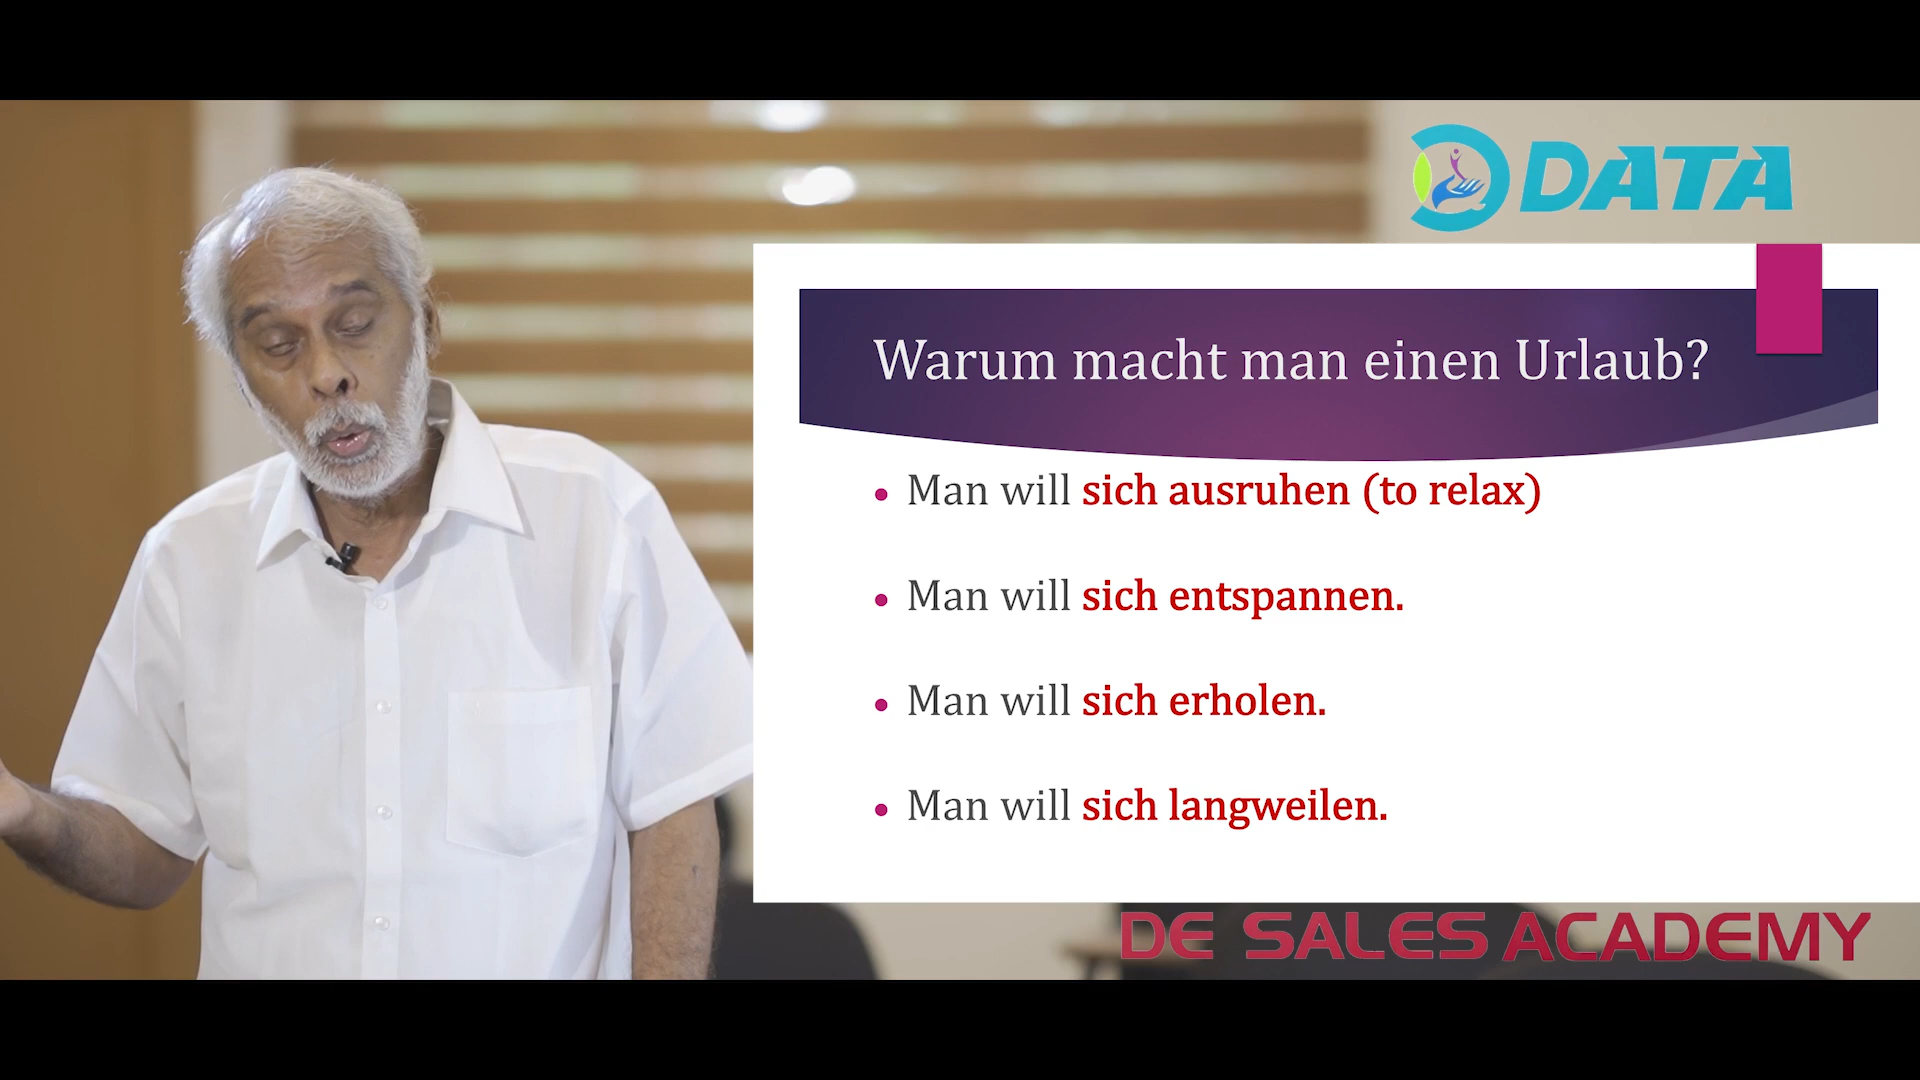 DATA
Warum macht man einen Urlaub?
• Man will sich ausruhen (to relax)
• Man will sich entspannen.
• Man will sich erholen.
• Man will sich langweilen.
DE SALES ACADEMY